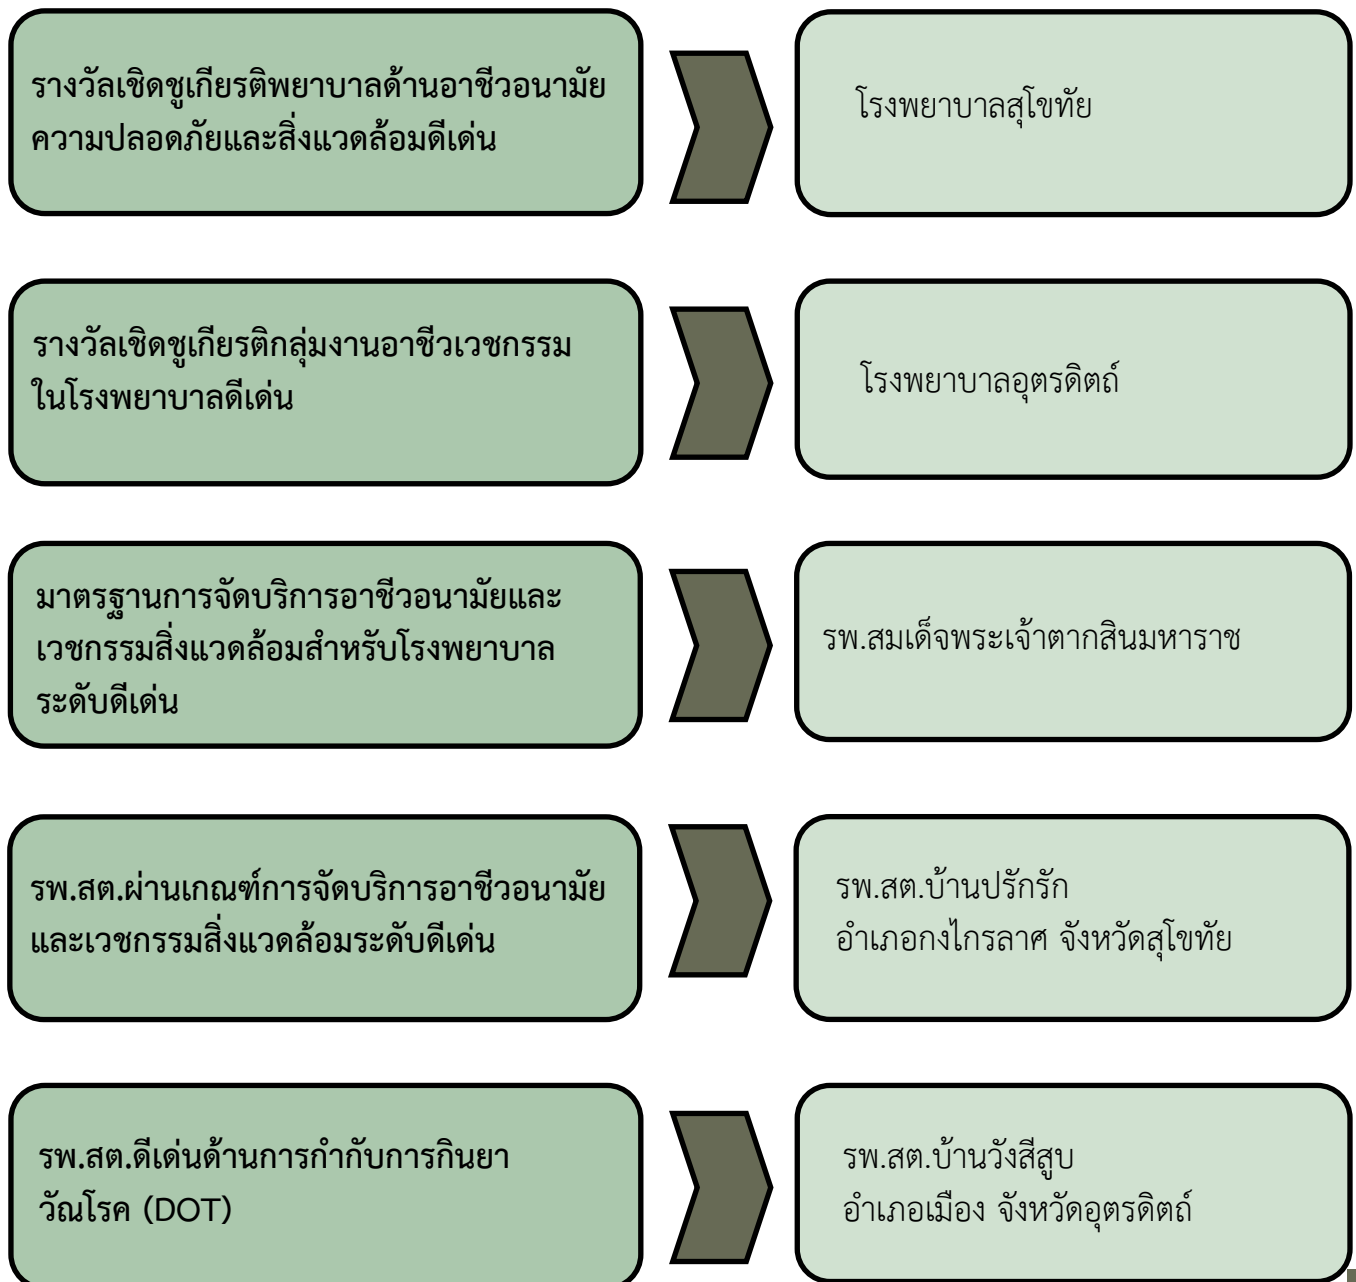 รางวัลเชิดชูเกียรติพยาบาลด้านอาชีวอนามัย
ความปลอดภัยและสิ่งแวดล้อมดีเด่น
โรงพยาบาลสุโขทัย
รางวัลเชิดชูเกียรติกลุ่มงานอาชีวเวชกรรม
ในโรงพยาบาลดีเด่น
โรงพยาบาลอุตรดิตถ์
มาตรฐานการจัดบริการอาชีวอนามัยและ
เวชกรรมสิ่งแวดล้อมสำหรับโรงพยาบาล
ระดับดีเด่น
รพ.สมเด็จพระเจ้าตากสินมหาราช
รพ.สต.ผ่านเกณฑ์การจัดบริการอาชีวอนามัย
และเวชกรรมสิ่งแวดล้อมระดับดีเด่น
รพ.สต.บ้านปรักรัก
อำเภอกงไกรลาศ จังหวัดสุโขทัย
รพ.สต.ดีเด่นด้านการกำกับการกินยา
วัณโรค (DOT)
รพ.สต.บ้านวังสีสูบ
อำเภอเมือง จังหวัดอุตรดิตถ์